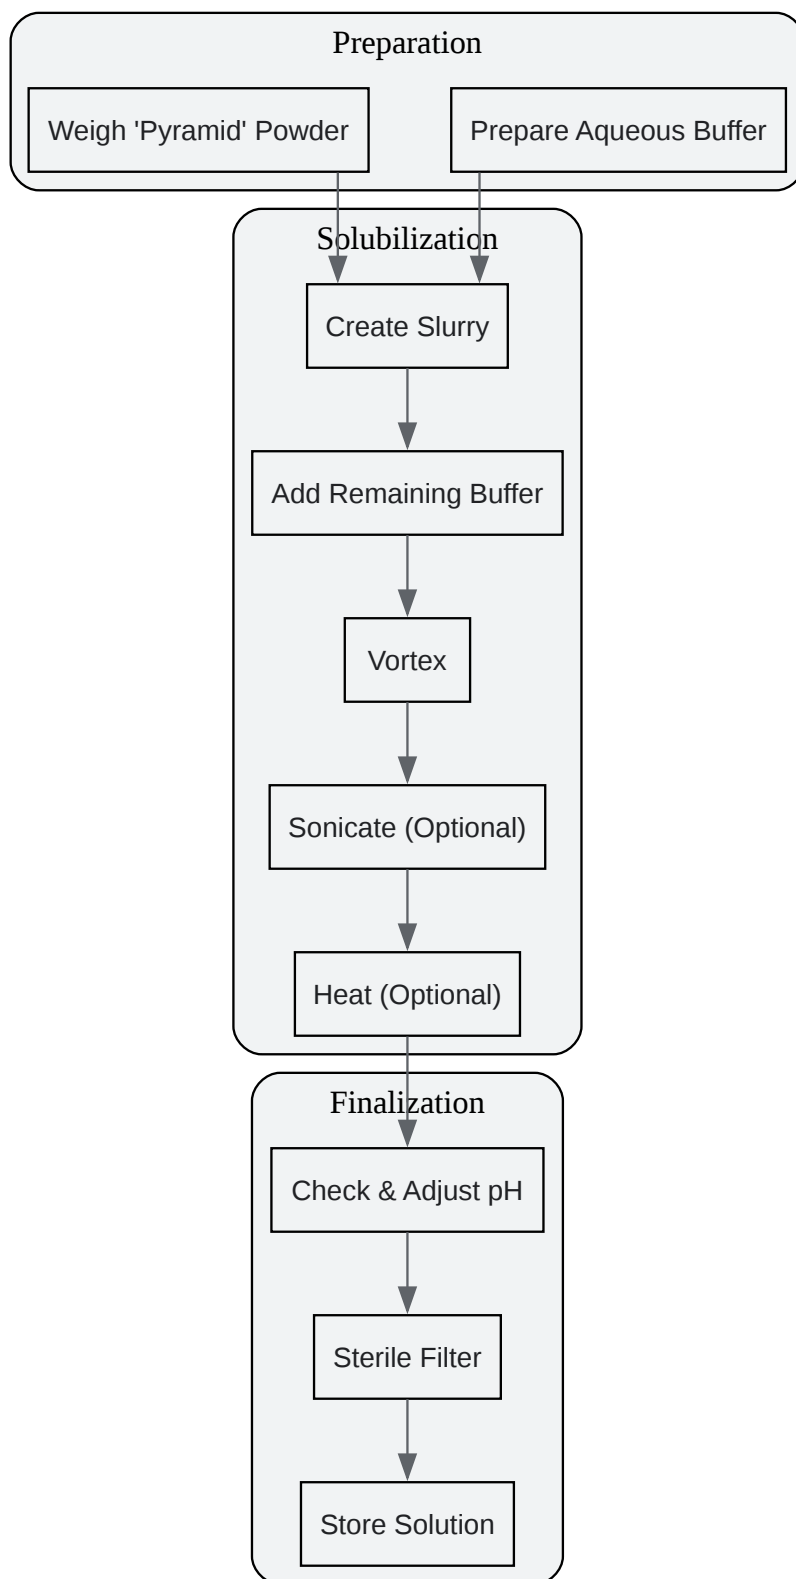 Preparation
Weigh 'Pyramid' Powder
Prepare Aqueous Buffer
Solubilization
Create Slurry
Add Remaining Buffer
Vortex
Sonicate (Optional)
Heat (Optional)
Finalization
Check & Adjust pH
Sterile Filter
Store Solution